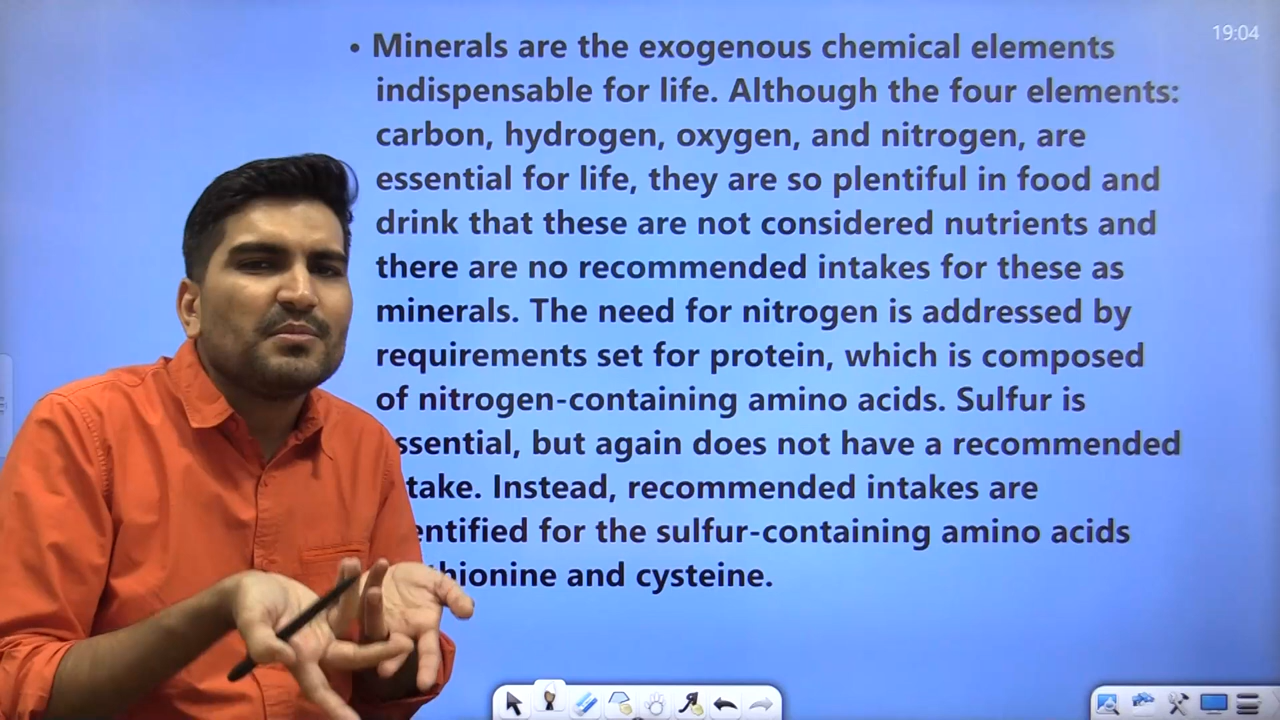 19:04
• Minerals are the exogenous chemical elements
indispensable for life. Although the four elements:
carbon, hydrogen, oxygen, and nitrogen, are
essential for life, they are so plentiful in food and
drink that these are not considered nutrients and
there are no recommended intakes for these as
minerals. The need for nitrogen is addressed by
requirements set for protein, which is composed
of nitrogen-containing amino acids. Sulfur is
ssential, but again does not have a recommended
take. Instead, recommended intakes are
entified for the sulfur-containing amino acids
hionine and cysteine.